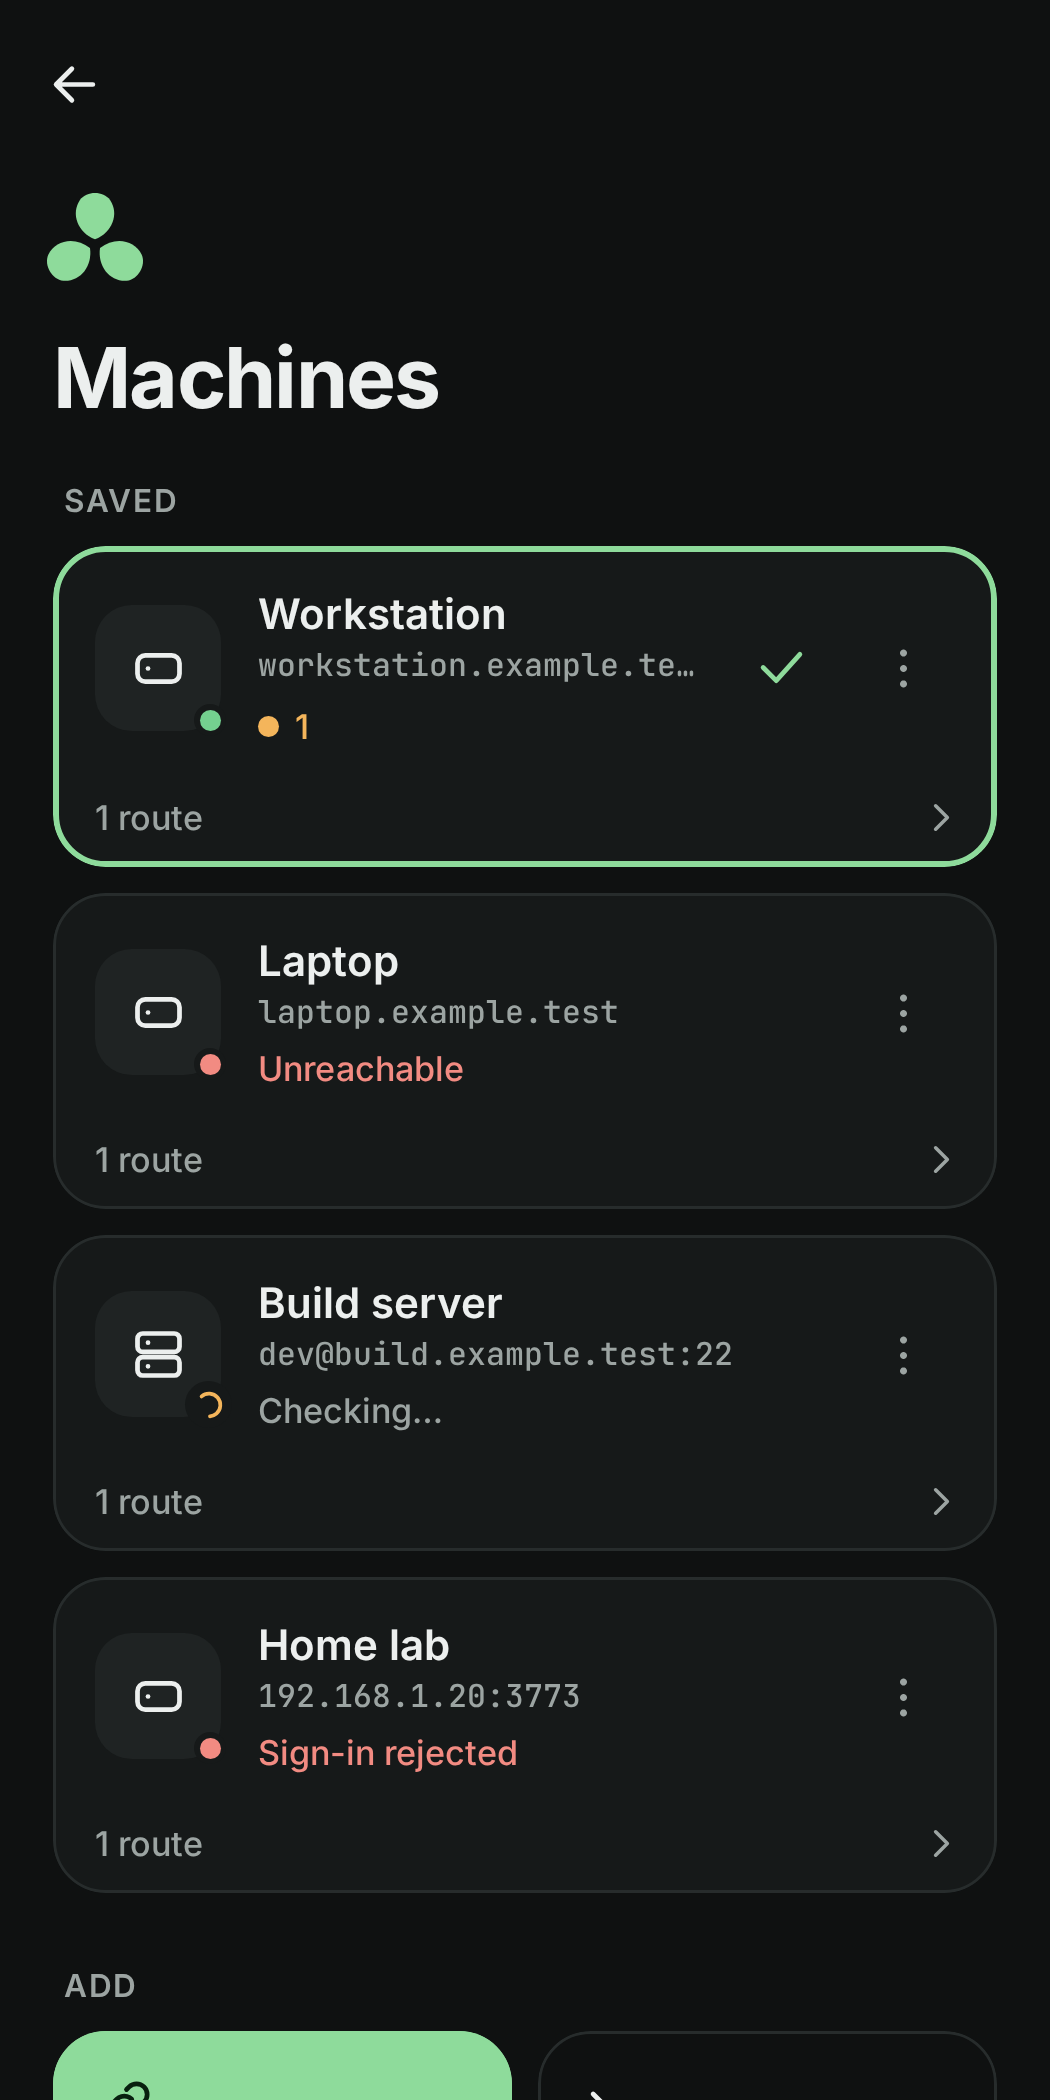 Machines
SAVED
Workstation
workstation.example.te…
1
1 route
Laptop
laptop.example.test
Unreachable
1 route
Build server
dev@build.example.test:22
Checking...
1 route
Home lab
192.168.1.20:3773
Sign-in rejected
1 route
ADD